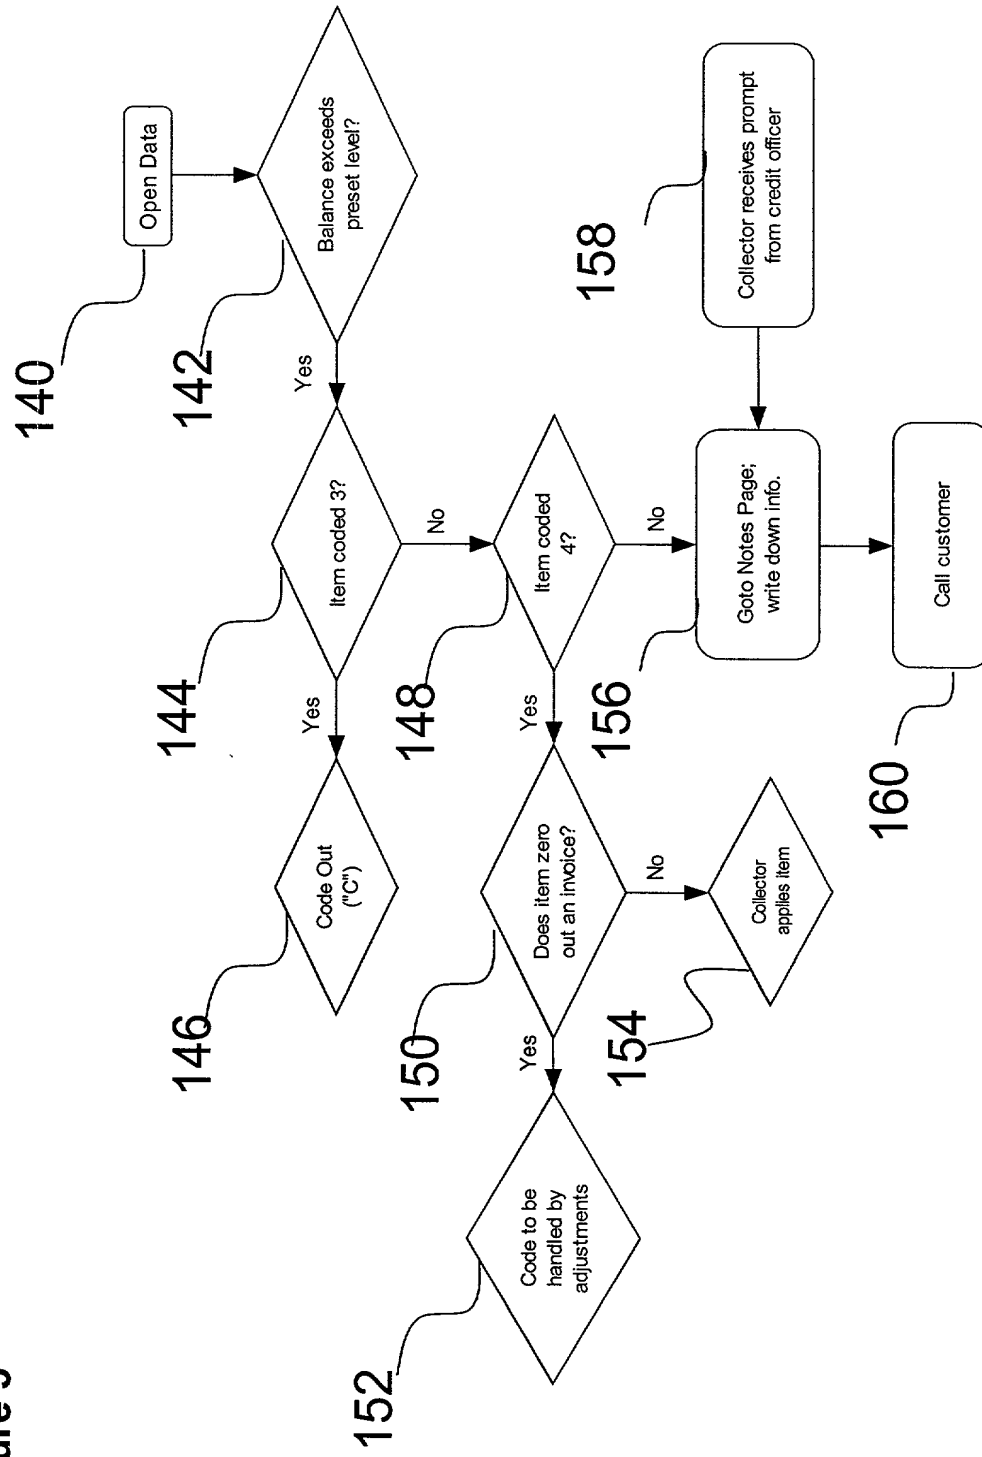 140
Open Data
142
Balance exceeds
preset level?
Yes
144
Item coded 3?
Yes
146
Code Out
("C")
No
148
Item coded
4?
Yes
150
Does item zero
out an invoice?
Yes
152
Code to be
handled by
adjustments
No
154
Collector
applies item
No
156
Goto Notes Page;
write down info.
158
Collector receives prompt
from credit officer
160
Call customer